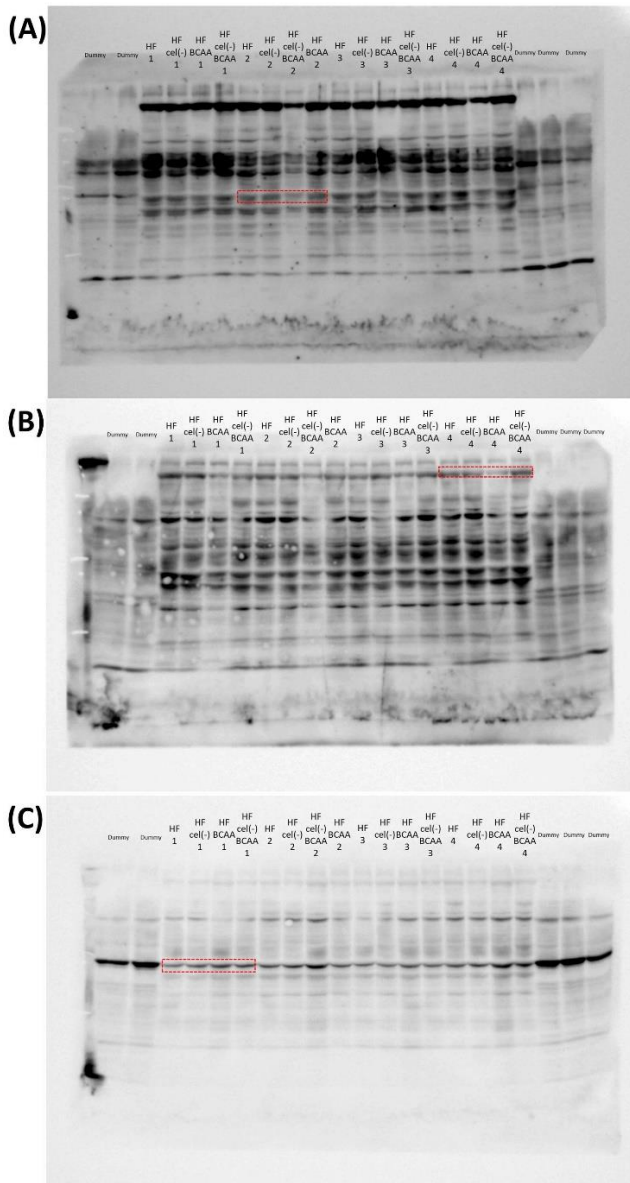 (A)
Dummy
Dummy
HF
1
HF
cel(-)
1
HF
BCAA
1
HF
cel(-)
BCAA
1
HF
2
HF
cel(-)
2
HF
cel(-)
BCAA
2
HF
BCAA
2
HF
3
HF
cel(-)
3
HF
BCAA
3
HF
cel(-)
BCAA
3
HF
4
HF
cel(-)
4
HF
BCAA
4
HF
cel(-)
BCAA
4
Dummy
Dummy
Dummy
(B)
Dummy
Dummy
HF
1
HF
cel(-)
1
HF
BCAA
1
HF
cel(-)
BCAA
1
HF
2
HF
cel(-)
2
HF
cel(-)
BCAA
2
HF
BCAA
2
HF
3
HF
cel(-)
3
HF
BCAA
3
HF
cel(-)
BCAA
3
HF
4
HF
cel(-)
4
HF
BCAA
4
HF
cel(-)
BCAA
4
Dummy
Dummy
Dummy
(C)
Dummy
Dummy
HF
1
HF
cel(-)
1
HF
BCAA
1
HF
cel(-)
BCAA
1
HF
2
HF
cel(-)
2
HF
cel(-)
BCAA
2
HF
BCAA
2
HF
3
HF
cel(-)
3
HF
BCAA
3
HF
cel(-)
BCAA
3
HF
4
HF
cel(-)
4
HF
BCAA
4
HF
cel(-)
BCAA
4
Dummy
Dummy
Dummy